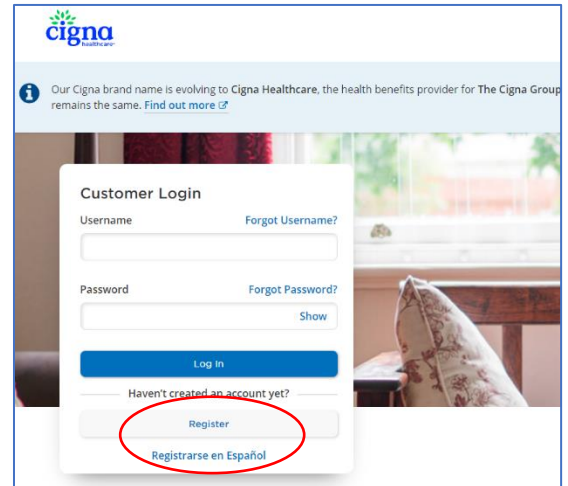 cigna
healthcare
Our Cigna brand name is evolving to Cigna Healthcare, the health benefits provider for The Cigna Group
remains the same. Find out more
Customer Login
Username Forgot Username?
Password Forgot Password?
Show
Log In
Haven't created an account yet?
Register
Registrarse en Español